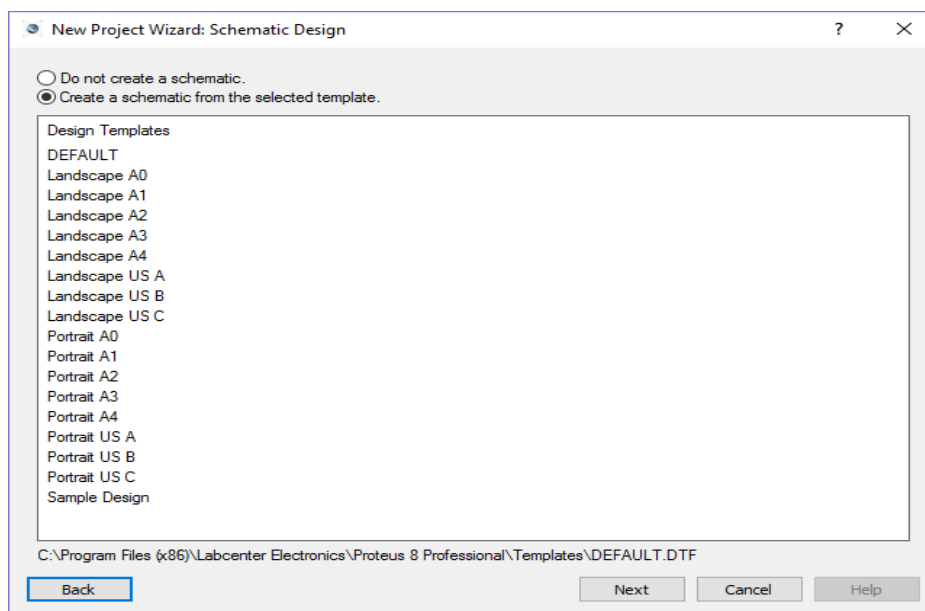 New Project Wizard: Schematic Design ?
Do not create a schematic.
Create a schematic from the selected template.
Design Templates
DEFAULT
Landscape A0
Landscape A1
Landscape A2
Landscape A3
Landscape A4
Landscape US A
Landscape US B
Landscape US C
Portrait A0
Portrait A1
Portrait A2
Portrait A3
Portrait A4
Portrait US A
Portrait US B
Portrait US C
Sample Design
C:\Program Files (x86)\Labcenter Electronics\Proteus 8 Professional\Templates\DEFAULT.DTF
Back Next Cancel Help